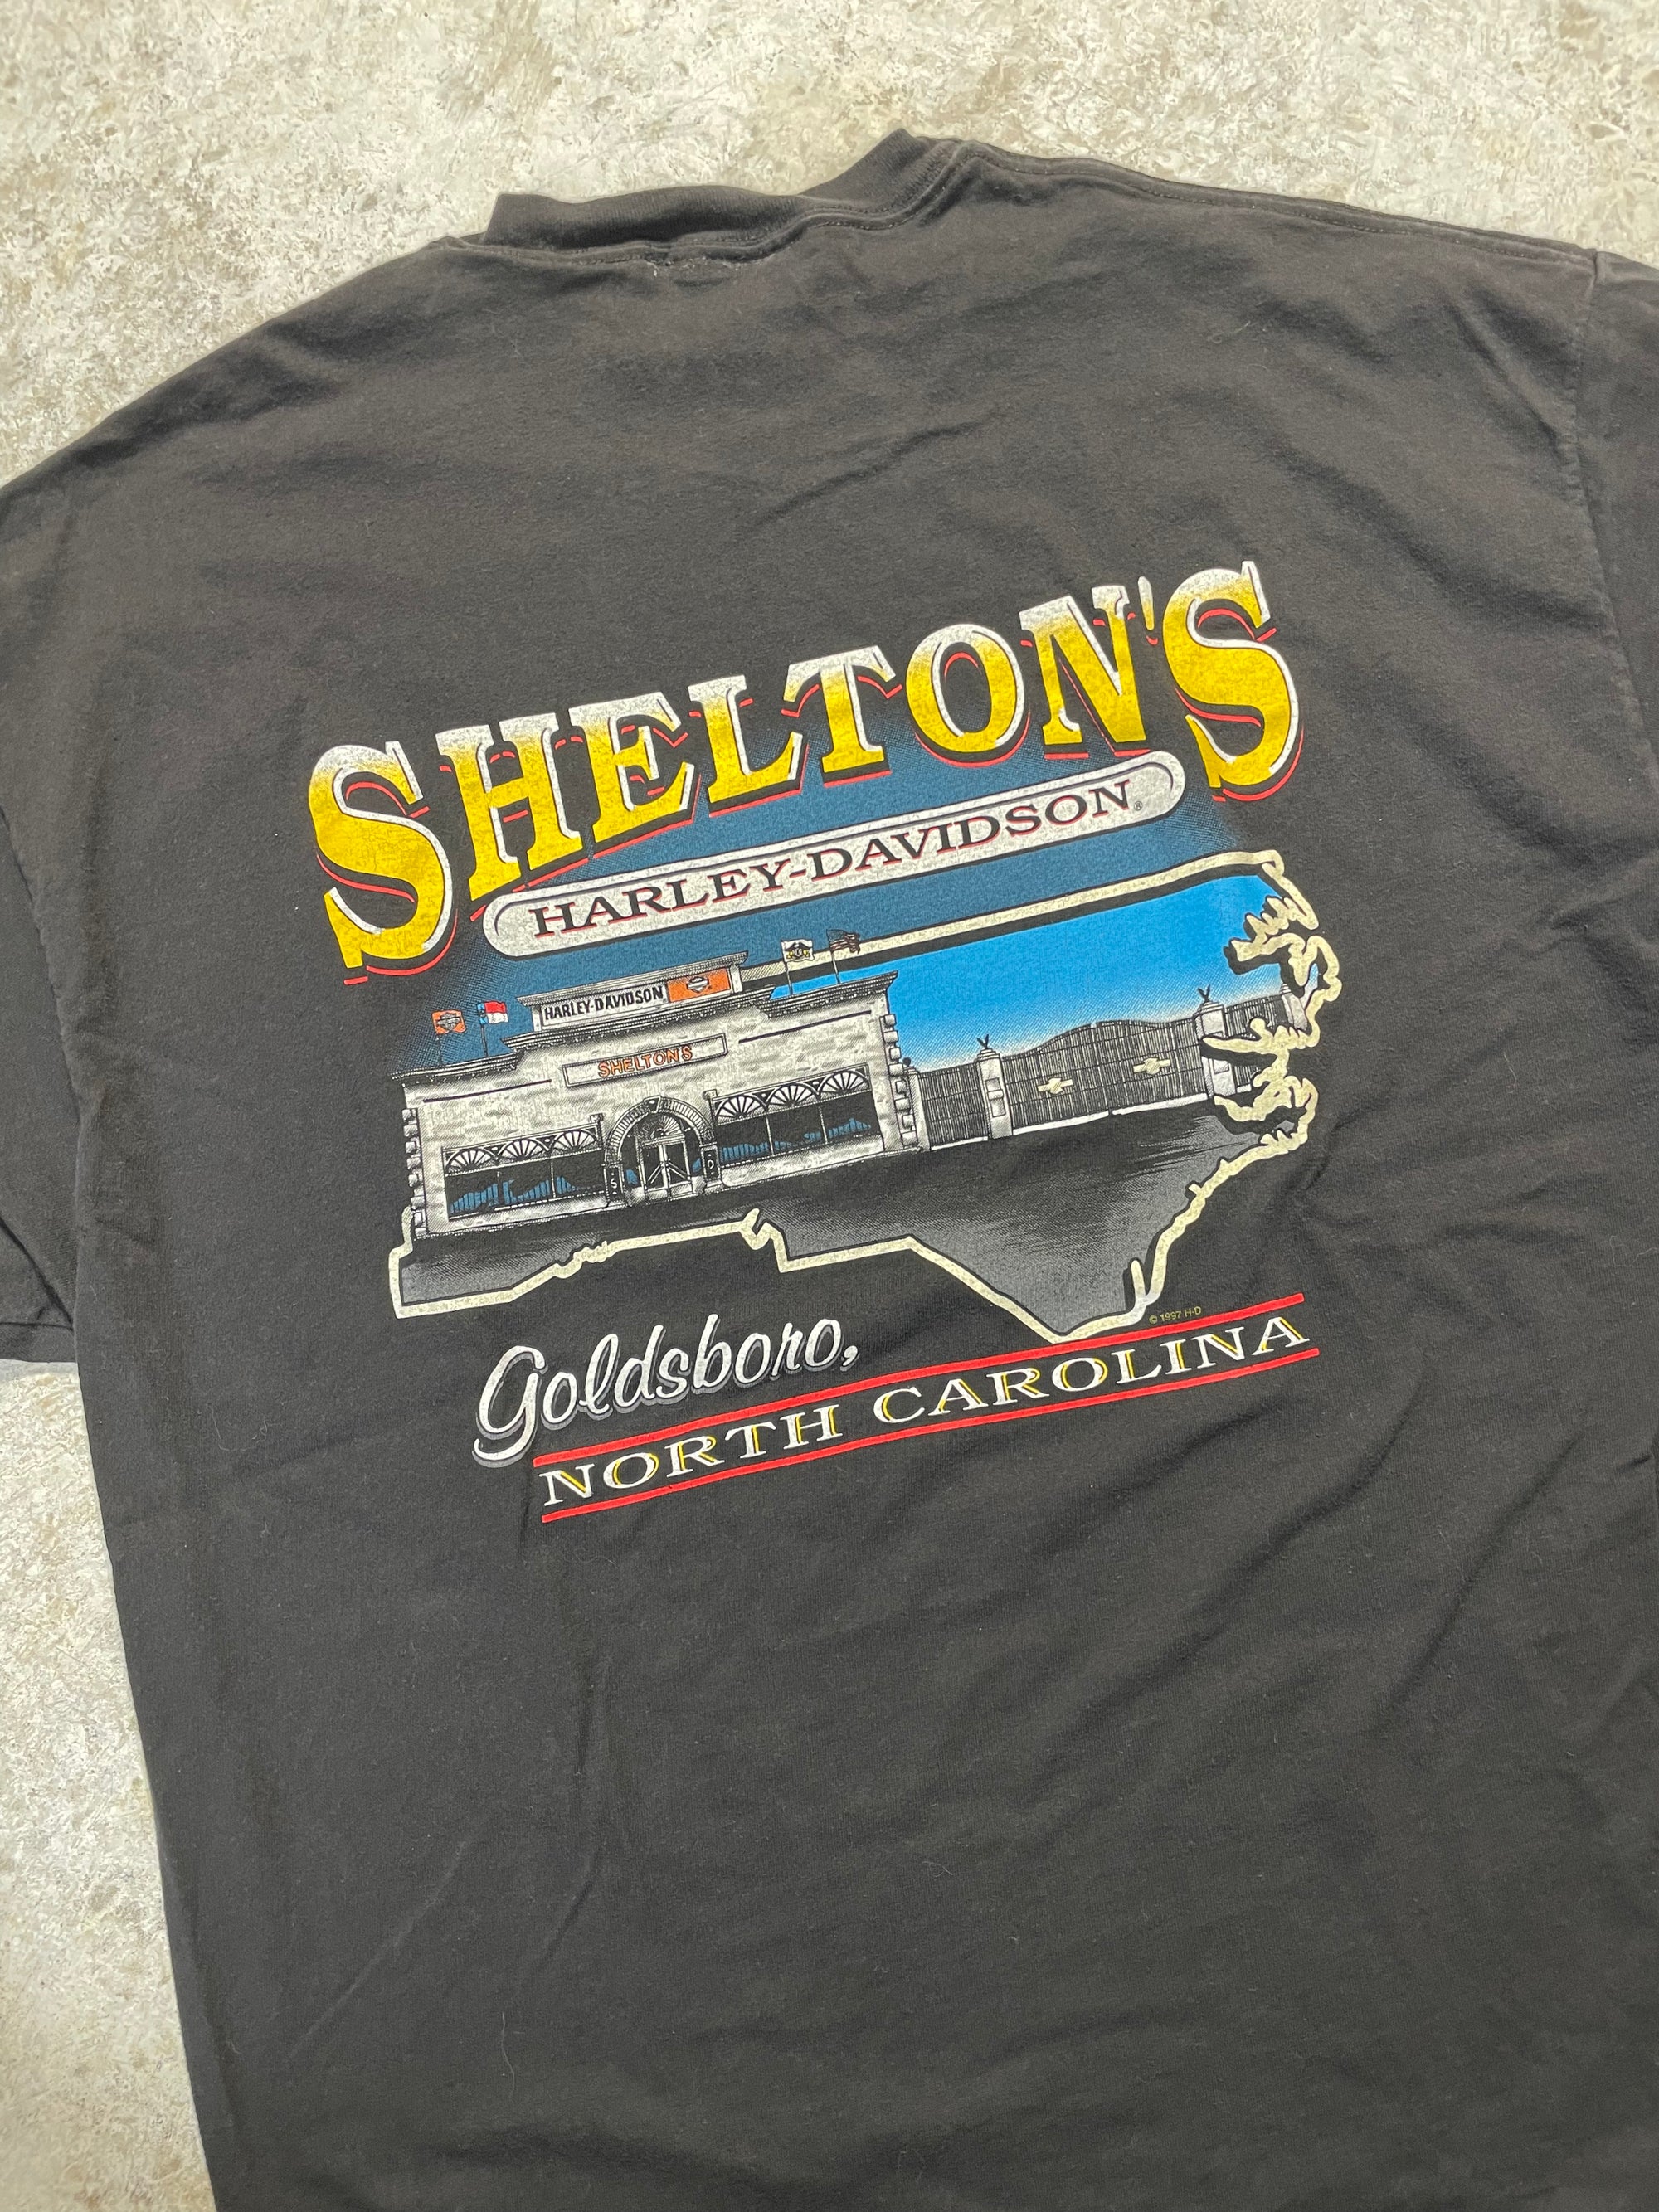 SHELTON'S
HARLEY-DAVIDSON®
HARLEY-DAVIDSON
SHELTON'S
© 1997 H-D
Goldsboro,
NORTH CAROLINA